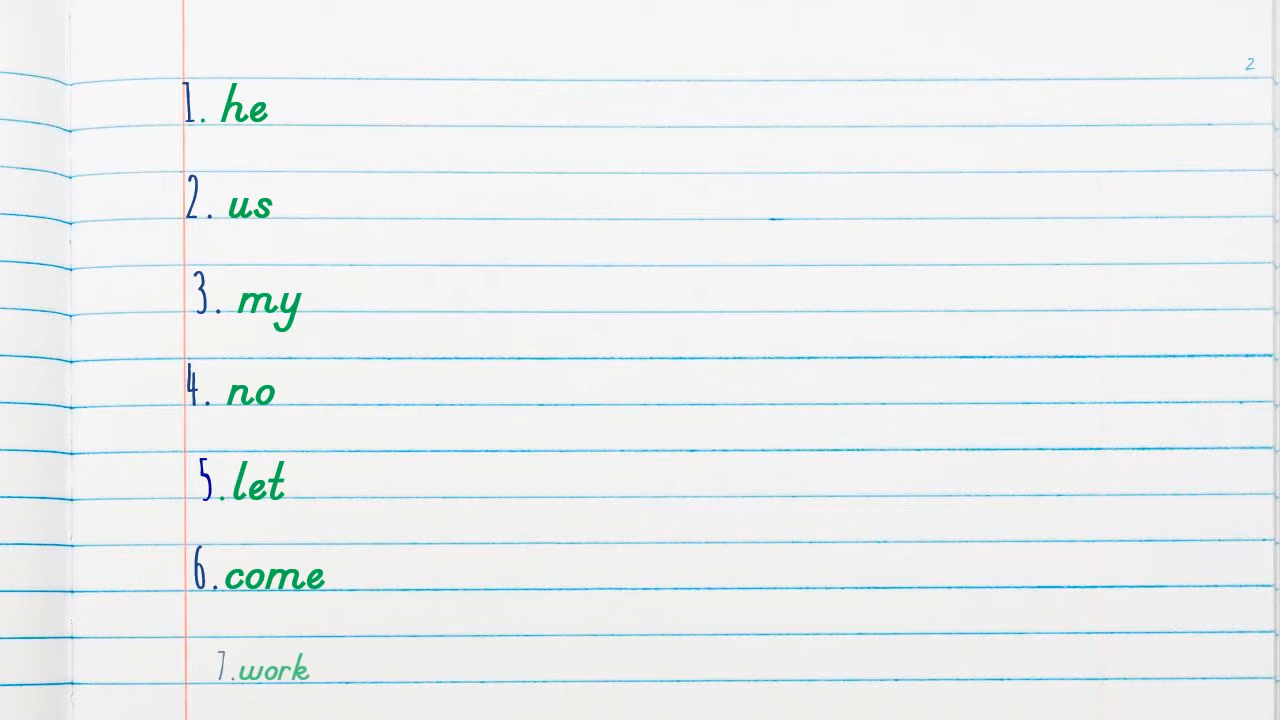 2
1. he
2. us
3. my
4. no
5. let
6. come
7. work